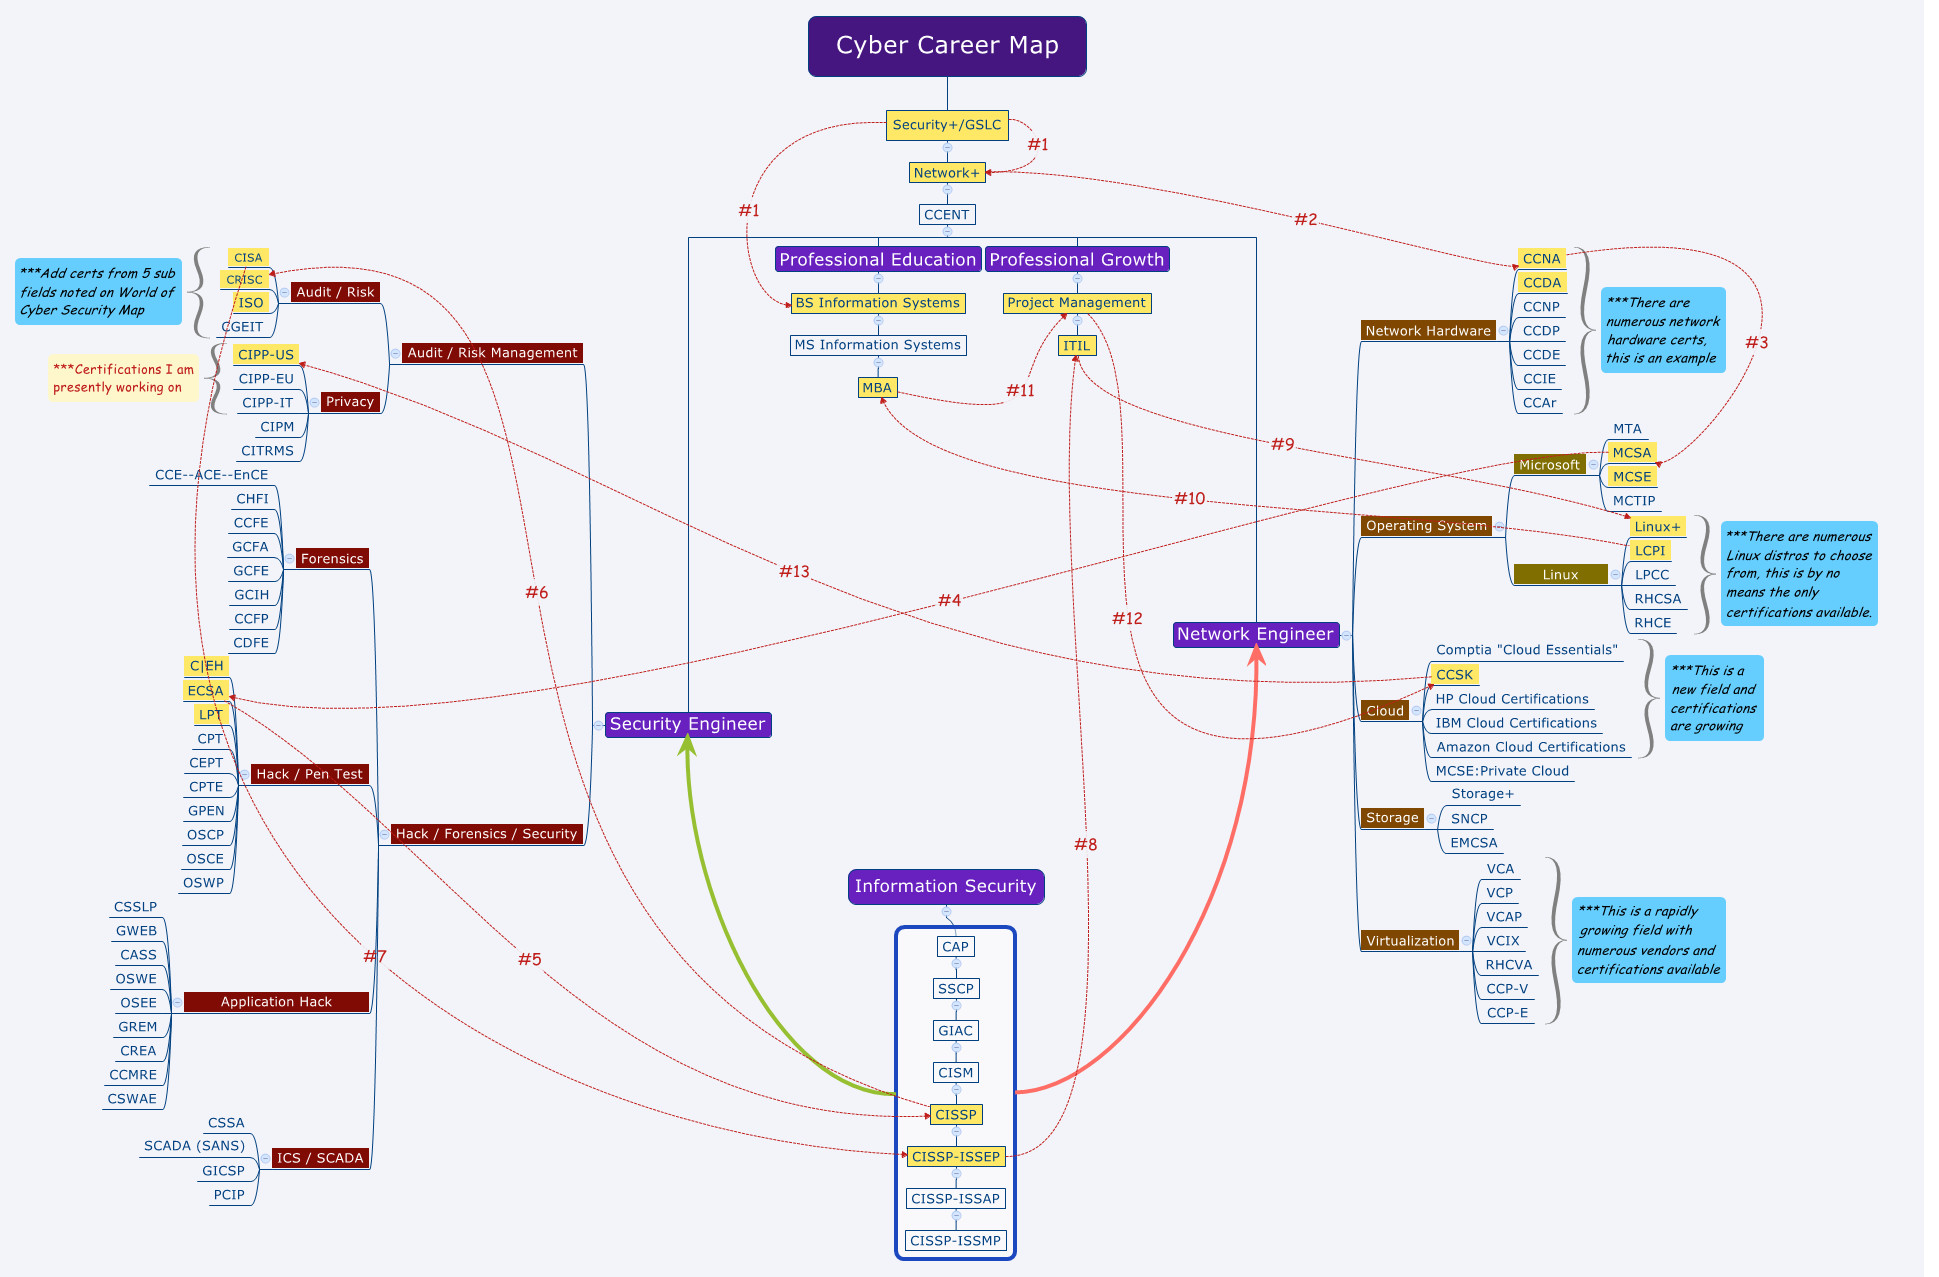 Cyber Career Map
Security+/GSLC
#1
Network+
#1
#2
CCENT
Professional Education
BS Information Systems
MS Information Systems
MBA
Professional Growth
Project Management
ITIL
#11
#3
#9
#10
#13
#4
#6
#12
#8
#7
#5
***Add certs from 5 sub
fields noted on World of
Cyber Security Map
CISA
CRISC
ISO
CGEIT
Audit / Risk
***Certifications I am
presently working on
CIPP-US
CIPP-EU
CIPP-IT
CIPM
CITRMS
Privacy
Audit / Risk Management
CCE--ACE--EnCE
CHFI
CCFE
GCFA
GCFE
GCIH
CCFP
CDFE
Forensics
C|EH
ECSA
LPT
CPT
CEPT
CPTE
GPEN
OSCP
OSCE
OSWP
Hack / Pen Test
Hack / Forensics / Security
CSSLP
GWEB
CASS
OSWE
OSEE
GREM
CREA
CCMRE
CSWAE
Application Hack
CSSA
SCADA (SANS)
GICSP
PCIP
ICS / SCADA
Security Engineer
Information Security
CAP
SSCP
GIAC
CISM
CISSP
CISSP-ISSEP
CISSP-ISSAP
CISSP-ISSMP
Network Engineer
Network Hardware
CCNA
CCDA
CCNP
CCDP
CCDE
CCIE
CCAr
***There are
numerous network
hardware certs,
this is an example
Operating System
Microsoft
MTA
MCSA
MCSE
MCTIP
Linux
Linux+
LCPI
LPCC
RHCSA
RHCE
***There are numerous
Linux distros to choose
from, this is by no
means the only
certifications available.
Cloud
Comptia "Cloud Essentials"
CCSK
HP Cloud Certifications
IBM Cloud Certifications
Amazon Cloud Certifications
MCSE:Private Cloud
***This is a
new field and
certifications
are growing
Storage
Storage+
SNCP
EMCSA
Virtualization
VCA
VCP
VCAP
VCIX
RHCVA
CCP-V
CCP-E
***This is a rapidly
growing field with
numerous vendors and
certifications available